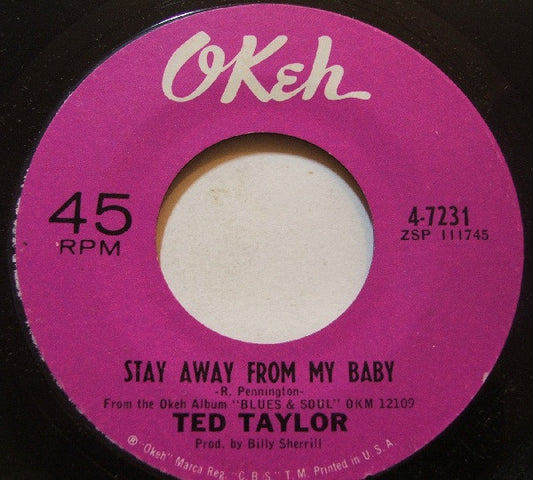 OKeh
45
RPM
4-7231
ZSP 111745
STAY AWAY FROM MY BABY
-R. Pennington-
From the Okeh Album "BLUES & SOUL" OKM 12109
TED TAYLOR
Prod. by Billy Sherrill
® "Okeh" Marca Reg. "C B S" T. M. Printed in U. S. A.